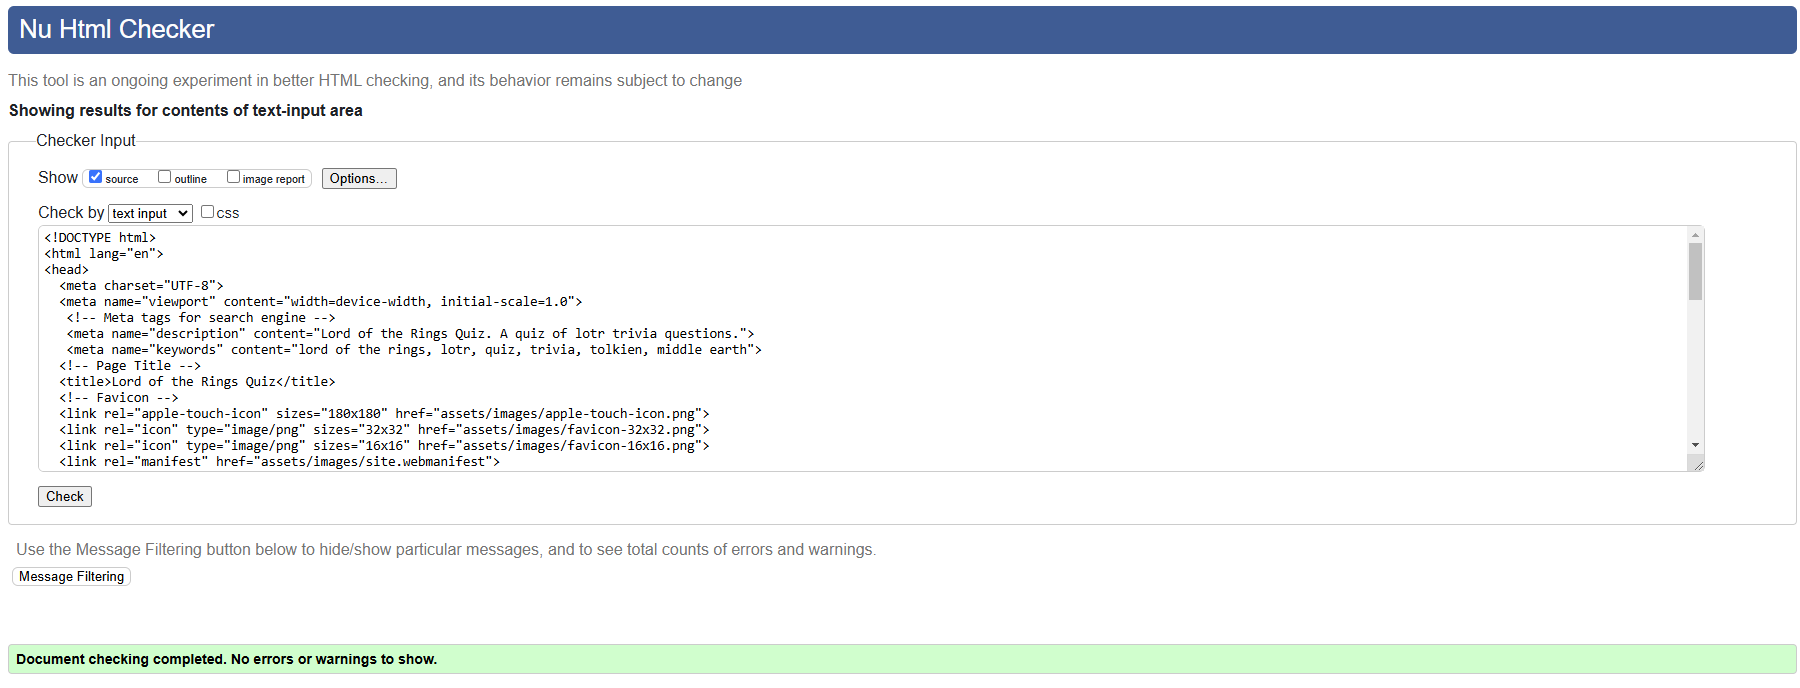 Nu Html Checker
This tool is an ongoing experiment in better HTML checking, and its behavior remains subject to change
Showing results for contents of text-input area
Checker Input
Show source outline image report Options...
Check by text input css
<!DOCTYPE html>
<html lang="en">
<head>
  <meta charset="UTF-8">
  <meta name="viewport" content="width=device-width, initial-scale=1.0">
   <!-- Meta tags for search engine -->
   <meta name="description" content="Lord of the Rings Quiz. A quiz of lotr trivia questions.">
   <meta name="keywords" content="lord of the rings, lotr, quiz, trivia, tolkien, middle earth">
  <!-- Page Title -->
  <title>Lord of the Rings Quiz</title>
  <!-- Favicon -->
  <link rel="apple-touch-icon" sizes="180x180" href="assets/images/apple-touch-icon.png">
  <link rel="icon" type="image/png" sizes="32x32" href="assets/images/favicon-32x32.png">
  <link rel="icon" type="image/png" sizes="16x16" href="assets/images/favicon-16x16.png">
  <link rel="manifest" href="assets/images/site.webmanifest">
Check
Use the Message Filtering button below to hide/show particular messages, and to see total counts of errors and warnings.
Message Filtering
Document checking completed. No errors or warnings to show.